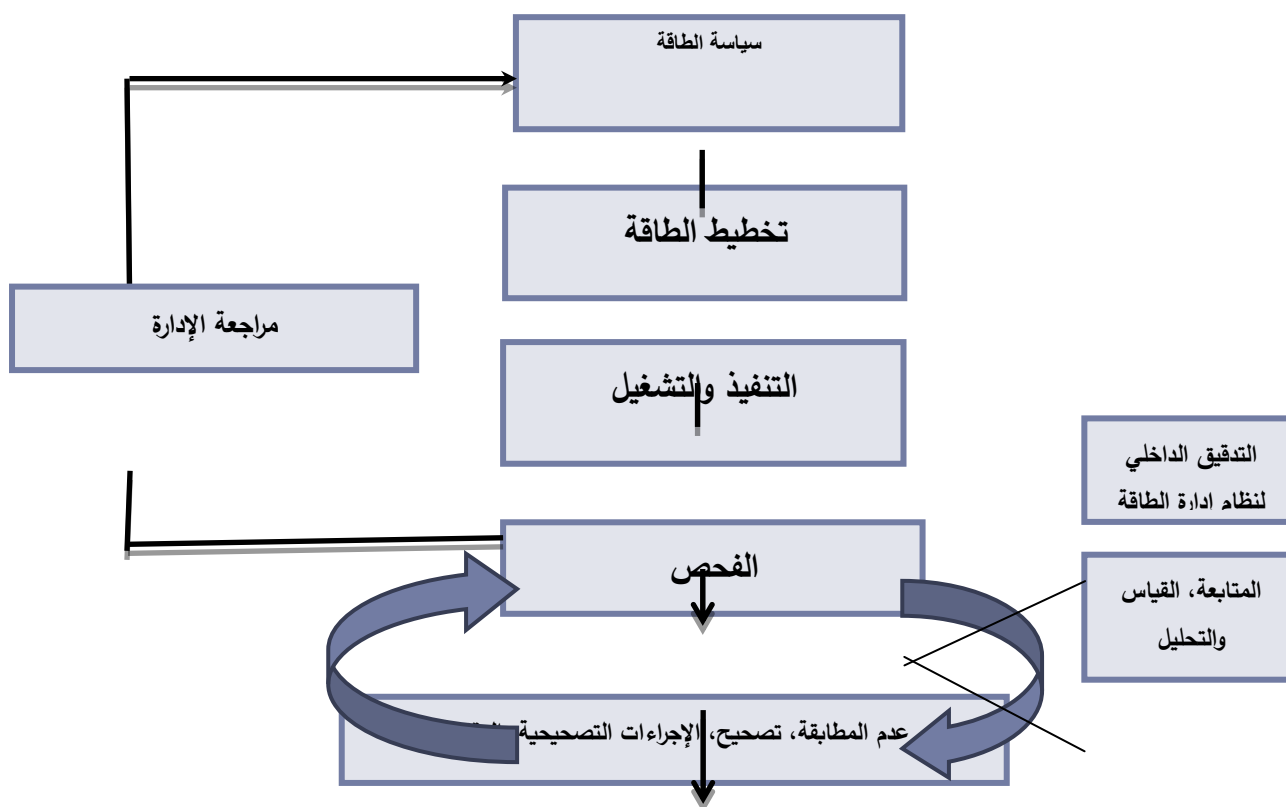 سياسة الطاقة
تخطيط الطاقة
مراجعة الإدارة
التنفيذ والتشغيل
التدقيق الداخلي
لنظام ادارة الطاقة
الفحص
المتابعة، القياس
والتحليل
عدم المطابقة، تصحيح، الإجراءات التصحيحية